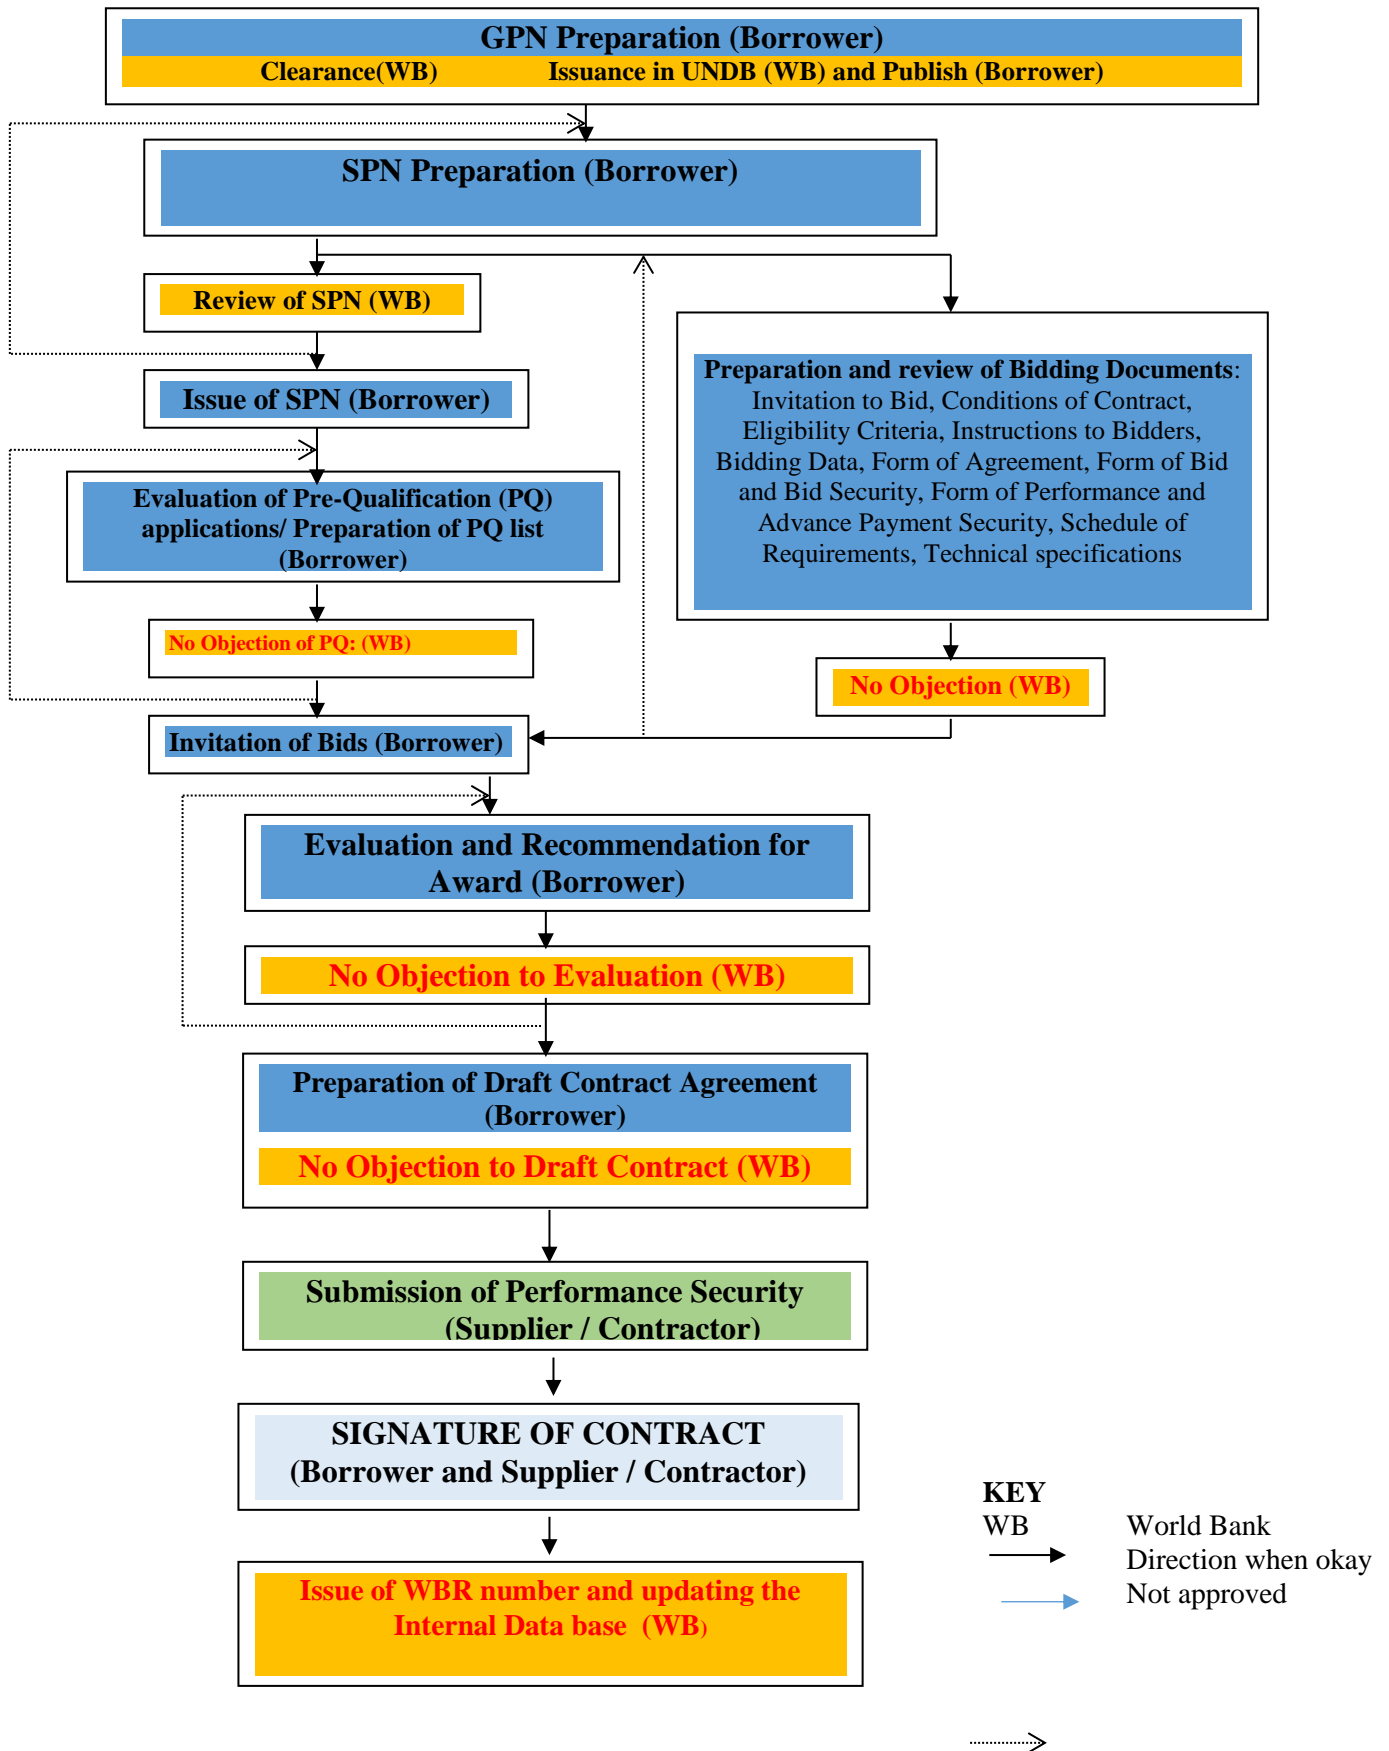 GPN Preparation (Borrower)
Clearance(WB) Issuance in UNDB (WB) and Publish (Borrower)
SPN Preparation (Borrower)
Review of SPN (WB)
Issue of SPN (Borrower)
Evaluation of Pre-Qualification (PQ)
applications/ Preparation of PQ list
(Borrower)
No Objection of PQ: (WB)
Preparation and review of Bidding Documents:
Invitation to Bid, Conditions of Contract,
Eligibility Criteria, Instructions to Bidders,
Bidding Data, Form of Agreement, Form of Bid
and Bid Security, Form of Performance and
Advance Payment Security, Schedule of
Requirements, Technical specifications
No Objection (WB)
Invitation of Bids (Borrower)
Evaluation and Recommendation for
Award (Borrower)
No Objection to Evaluation (WB)
Preparation of Draft Contract Agreement
(Borrower)
No Objection to Draft Contract (WB)
Submission of Performance Security
(Supplier / Contractor)
SIGNATURE OF CONTRACT
(Borrower and Supplier / Contractor)
Issue of WBR number and updating the
Internal Data base (WB)
KEY
WB World Bank
Direction when okay
Not approved